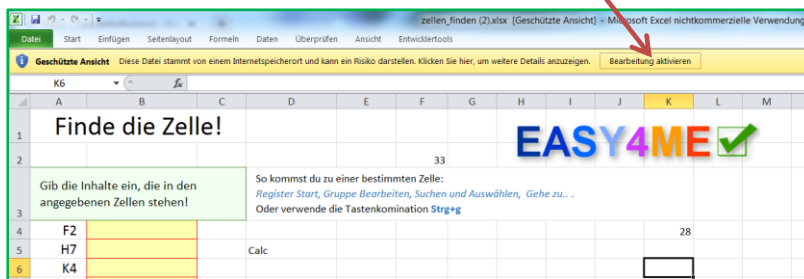 zellen_finden (2).xlsx [Geschützte Ansicht] - Microsoft Excel nichtkommerzielle Verwendung
Datei Start Einfügen Seitenlayout Formeln Daten Überprüfen Ansicht Entwicklertools
Geschützte Ansicht Diese Datei stammt von einem Internetspeicherort und kann ein Risiko darstellen. Klicken Sie hier, um weitere Details anzuzeigen. Bearbeitung aktivieren
K6 fx
A B C D E F G H I J K L M
1 Finde die Zelle! EASY4ME
2 33
Gib die Inhalte ein, die in den
angegebenen Zellen stehen!
So kommst du zu einer bestimmten Zelle:
Register Start, Gruppe Bearbeiten, Suchen und Auswählen, Gehe zu.. .
Oder verwende die Tastenkomination Strg+g
3
4 F2 28
5 H7 Calc
6 K4